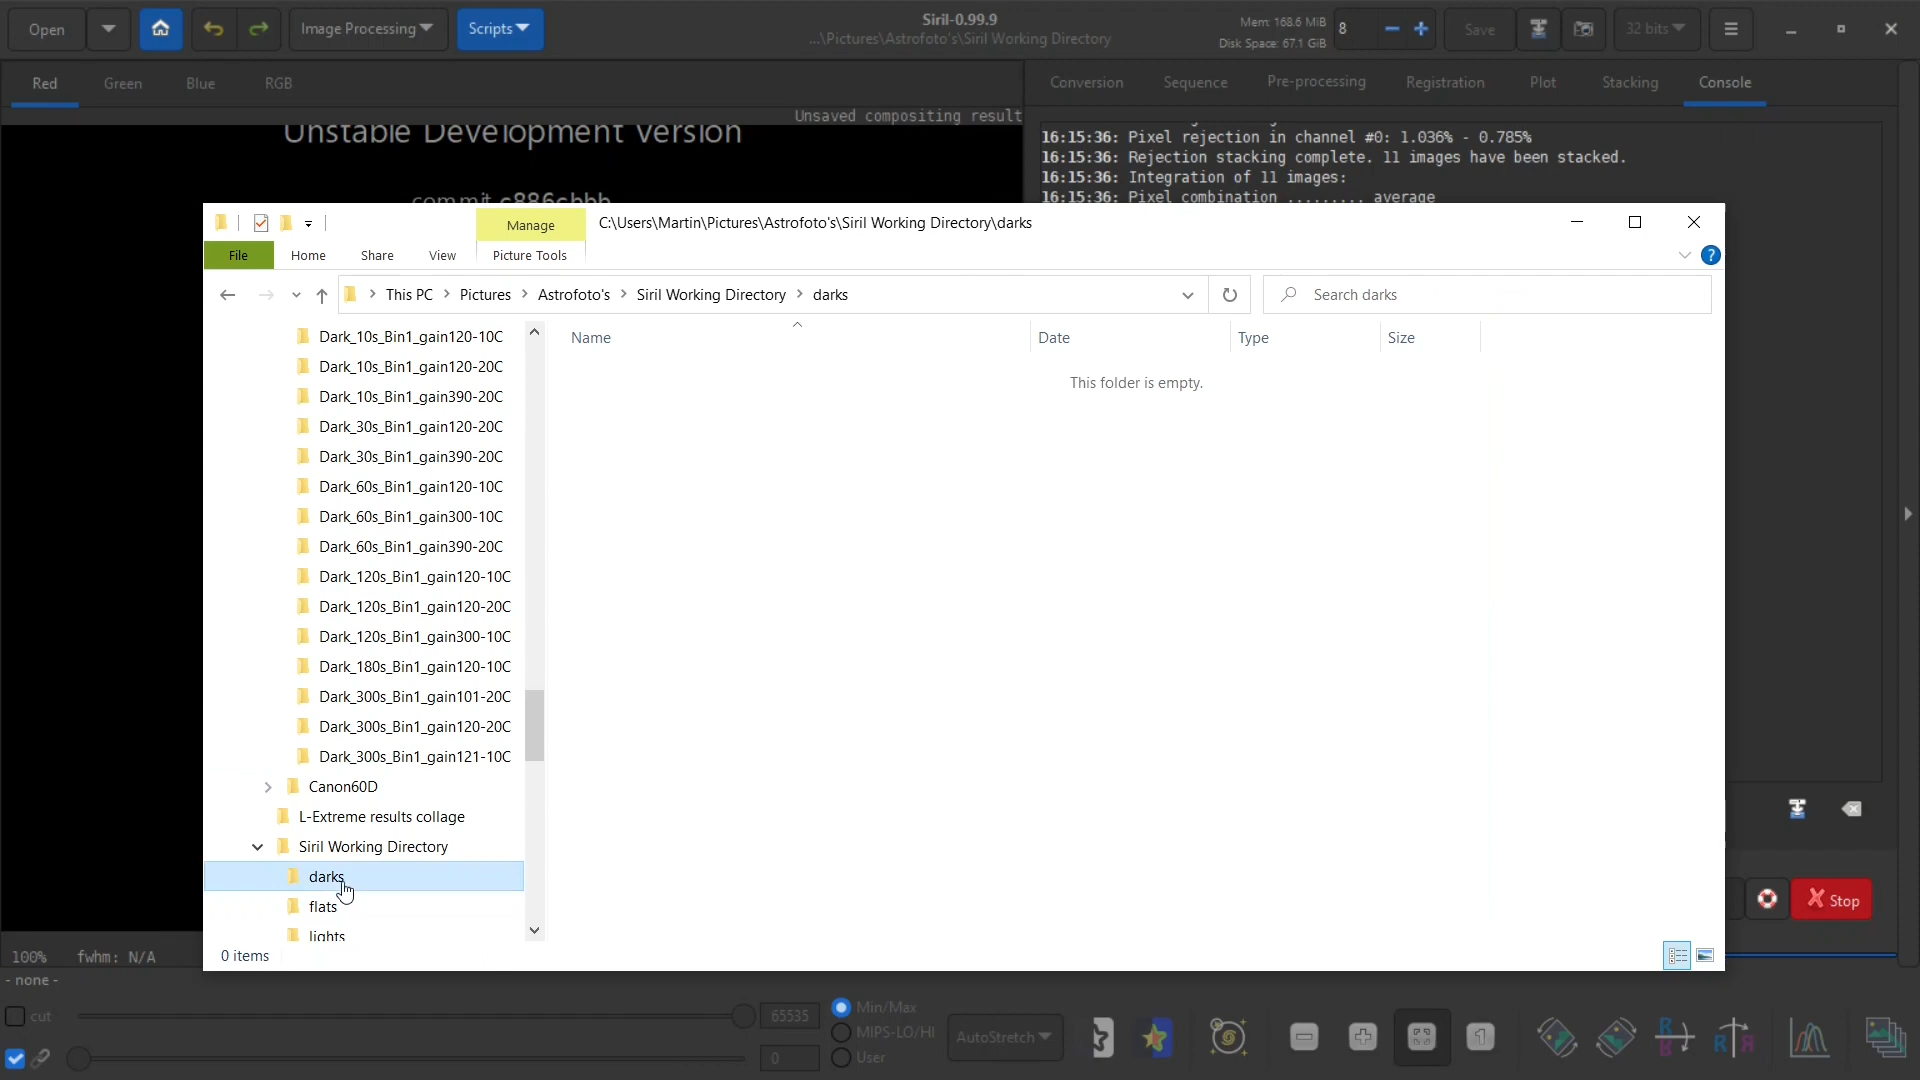 Open
Image Processing
Scripts
Siril-0.99.9
...\Pictures\Astrofoto's\Siril Working Directory
Mem: 168.6 MiB
Disk Space: 67.1 GiB
8
Save
32 bits
Red
Green
Blue
RGB
Conversion
Sequence
Pre-processing
Registration
Plot
Stacking
Console
Unsaved compositing result
Unstable Development Version
commit c886cbbb
16:15:36: Pixel rejection in channel #0: 1.036% - 0.785%
16:15:36: Rejection stacking complete. 11 images have been stacked.
16:15:36: Integration of 11 images:
16:15:36: Pixel combination ......... average
Manage
C:\Users\Martin\Pictures\Astrofoto's\Siril Working Directory\darks
File
Home
Share
View
Picture Tools
This PC
Pictures
Astrofoto's
Siril Working Directory
darks
Search darks
Name
Date
Type
Size
This folder is empty.
Dark_10s_Bin1_gain120-10C
Dark_10s_Bin1_gain120-20C
Dark_10s_Bin1_gain390-20C
Dark_30s_Bin1_gain120-20C
Dark_30s_Bin1_gain390-20C
Dark_60s_Bin1_gain120-10C
Dark_60s_Bin1_gain300-10C
Dark_60s_Bin1_gain390-20C
Dark_120s_Bin1_gain120-10C
Dark_120s_Bin1_gain120-20C
Dark_120s_Bin1_gain300-10C
Dark_180s_Bin1_gain120-10C
Dark_300s_Bin1_gain101-20C
Dark_300s_Bin1_gain120-20C
Dark_300s_Bin1_gain121-10C
Canon60D
L-Extreme results collage
Siril Working Directory
darks
flats
lights
0 items
Stop
100%
fwhm: N/A
- none -
cut
65535
0
Min/Max
MIPS-LO/HI
User
AutoStretch